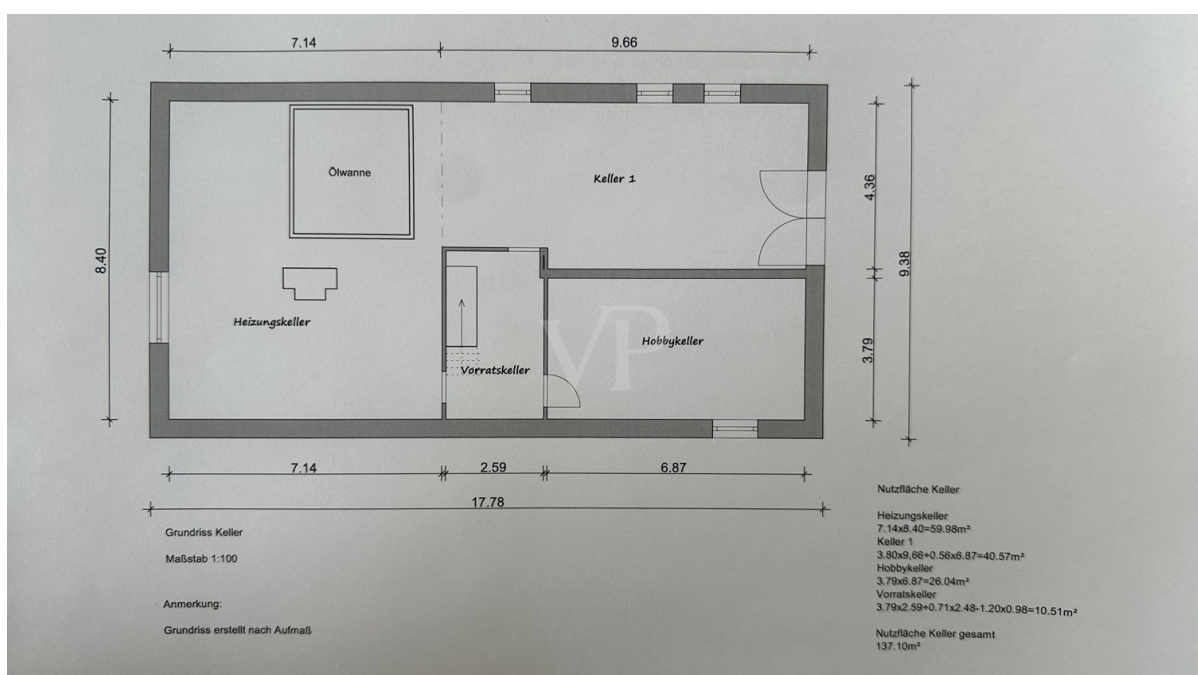 7.14
9.66
Ölwanne
Keller 1
4.36
8.40
9.38
Heizungskeller
Hobbykeller
VP
3.79
Vorratskeller
7.14
2.59
6.87
17.78
Grundriss Keller
Maßstab 1:100
Anmerkung:
Grundriss erstellt nach Aufmaß
Nutzfläche Keller
Heizungskeller
7.14x8.40=59.98m²
Keller 1
3.80x9,66+0.56x6.87=40.57m²
Hobbykeller
3.79x6.87=26.04m²
Vorratskeller
3.79x2.59+0.71x2.48-1.20x0.98=10.51m²
Nutzfläche Keller gesamt
137.10m²